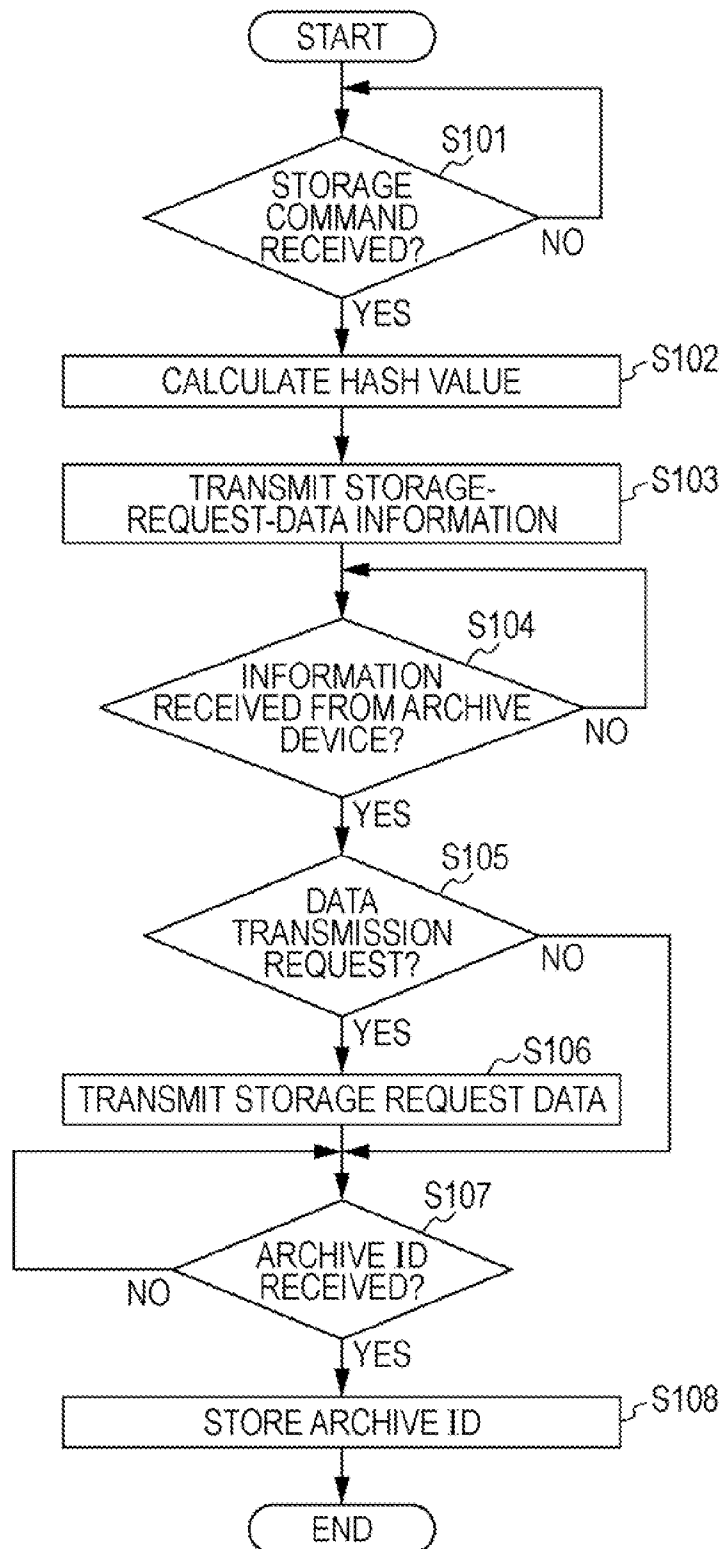 START
S101
STORAGE
COMMAND
RECEIVED?
NO
YES
CALCULATE HASH VALUE
S102
TRANSMIT STORAGE-
REQUEST-DATA INFORMATION
S103
S104
INFORMATION
RECEIVED FROM ARCHIVE
DEVICE?
NO
YES
S105
DATA
TRANSMISSION
REQUEST?
NO
YES
S106
TRANSMIT STORAGE REQUEST DATA
S107
ARCHIVE ID
RECEIVED?
NO
YES
STORE ARCHIVE ID
S108
END